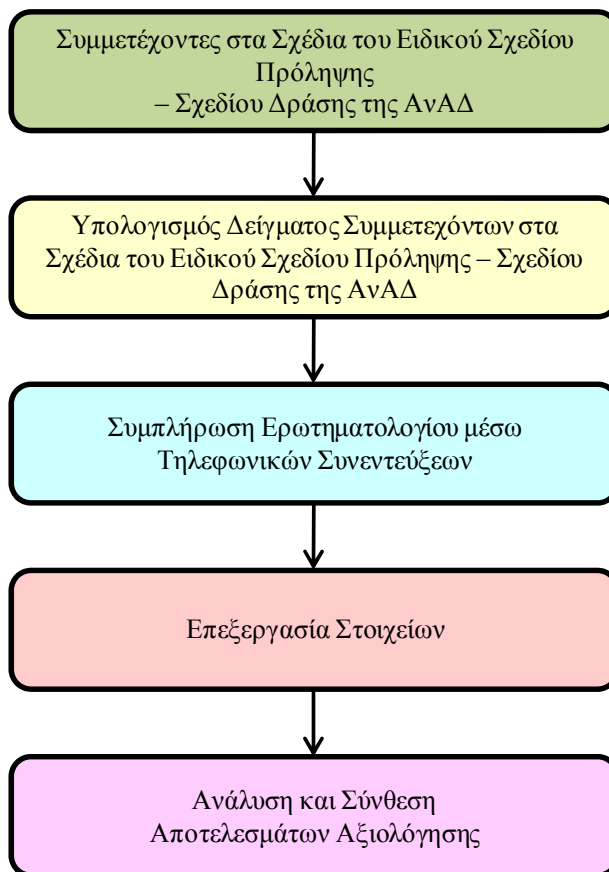 Συμμετέχοντες στα Σχέδια του Ειδικού Σχεδίου
Πρόληψης
– Σχεδίου Δράσης της ΑνΑΔ
Υπολογισμός Δείγματος Συμμετεχόντων στα
Σχέδια του Ειδικού Σχεδίου Πρόληψης – Σχεδίου
Δράσης της ΑνΑΔ
Συμπλήρωση Ερωτηματολογίου μέσω
Τηλεφωνικών Συνεντεύξεων
Επεξεργασία Στοιχείων
Ανάλυση και Σύνθεση
Αποτελεσμάτων Αξιολόγησης